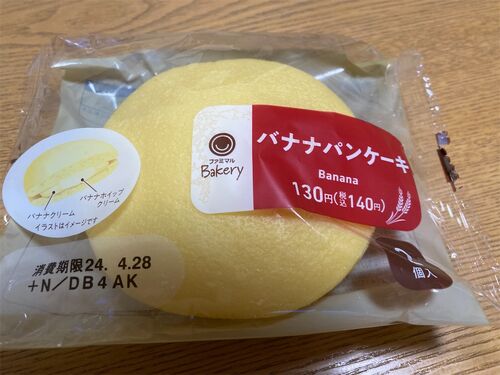 ファミマル
Bakery
バナナパンケーキ
Banana
130円(税込140円)
バナナホイップ
クリーム
バナナクリーム
イラストはイメージです
消費期限24. 4.28
+N/DB4AK
2
個入